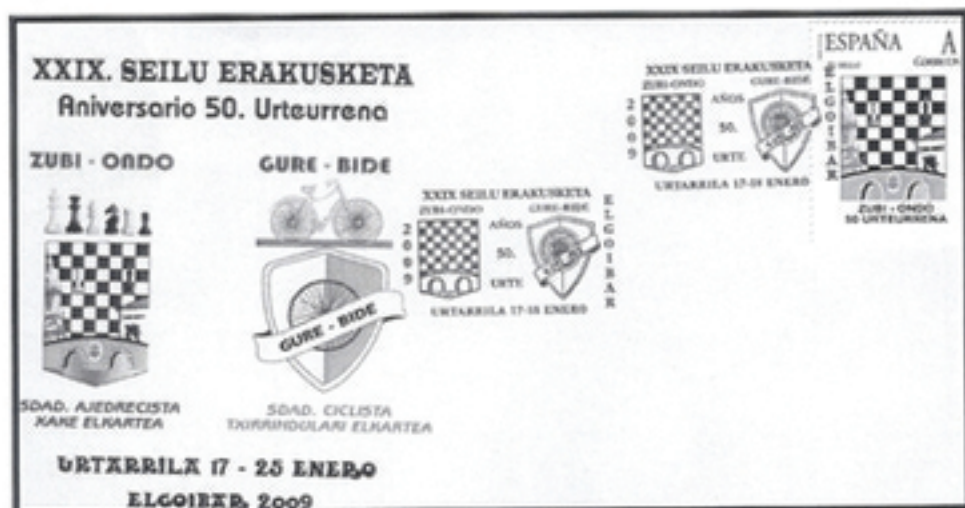 XXIX. SEILU ERAKUSKETA
Aniversario 50. Urteurrena
ZUBI - ONDO
GURE - BIDE
GURE - BIDE
SDAD. AJEDRECISTA
XAKE ELKARTEA
SDAD. CICLISTA
TXIRRINDULARI ELKARTEA
URTARRILA 17 - 25 ENERO
ELGOIBAR, 2009
XXIX SEILU ERAKUSKETA
ZUBI-ONDO
GURE-BIDE
2009
AÑOS
50.
URTE
ELGOIBAR
URTARRILA 17-18 ENERO
XXIX SEILU ERAKUSKETA
ZUBI-ONDO
GURE-BIDE
2009
AÑOS
50.
URTE
ELGOIBAR
URTARRILA 17-18 ENERO
ESPAÑA A
CORREOS
ZUBI - ONDO
50 URTEURRENA